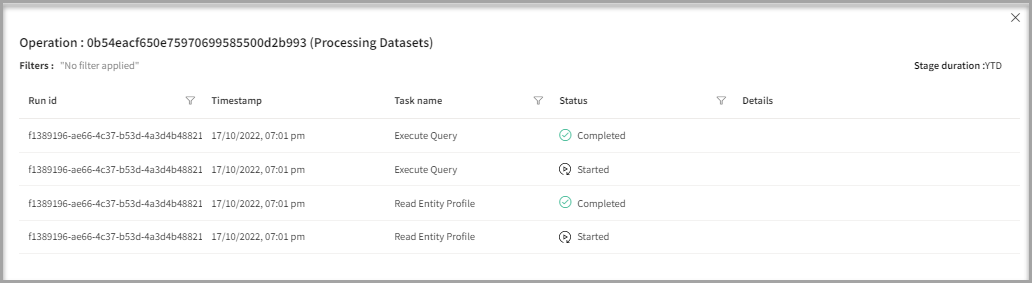 Operation : 0b54eacf650e75970699585500d2b993 (Processing Datasets)
Filters : "No filter applied" Stage duration :YTD
Run id Timestamp Task name Status Details
f1389196-ae66-4c37-b53d-4a3d4b48821 17/10/2022, 07:01 pm Execute Query Completed
f1389196-ae66-4c37-b53d-4a3d4b48821 17/10/2022, 07:01 pm Execute Query Started
f1389196-ae66-4c37-b53d-4a3d4b48821 17/10/2022, 07:01 pm Read Entity Profile Completed
f1389196-ae66-4c37-b53d-4a3d4b48821 17/10/2022, 07:01 pm Read Entity Profile Started